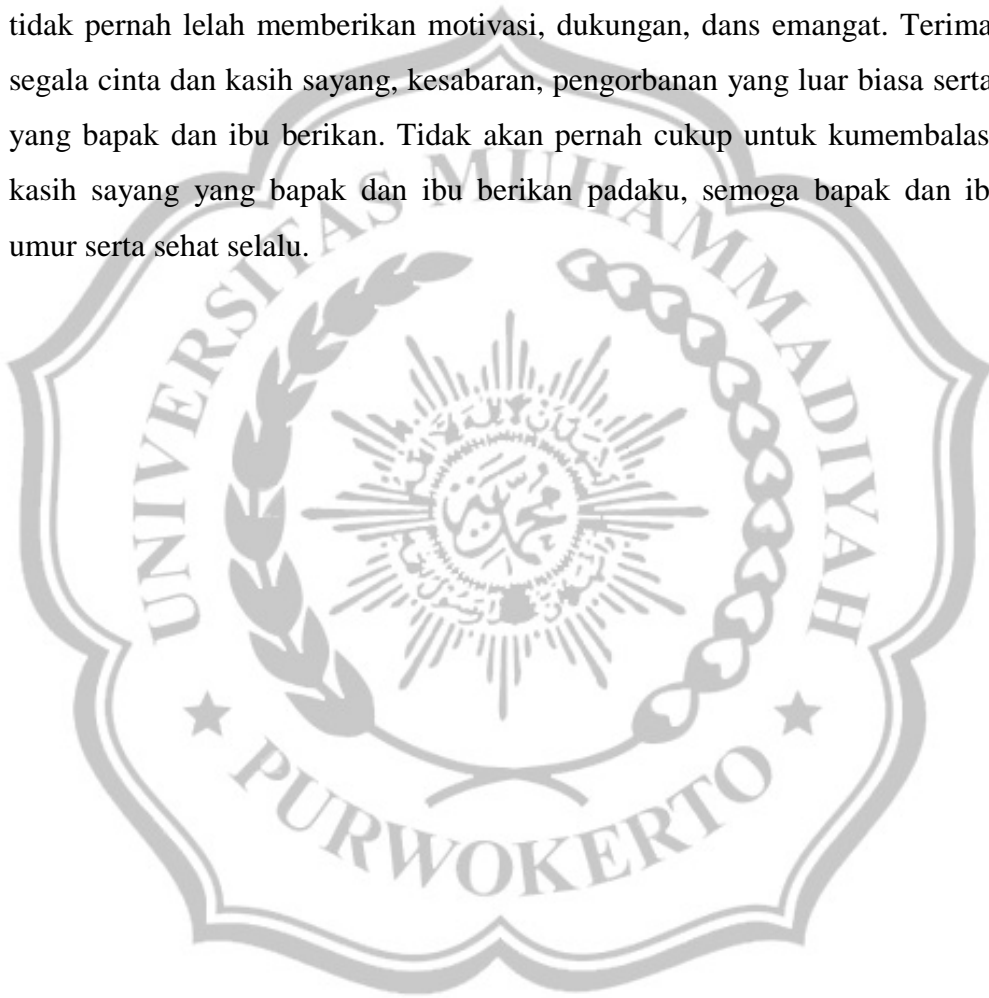 tidak pernah lelah memberikan motivasi, dukungan, dans emangat. Terima
segala cinta dan kasih sayang, kesabaran, pengorbanan yang luar biasa serta
yang bapak dan ibu berikan. Tidak akan pernah cukup untuk kumembalas
kasih sayang yang bapak dan ibu berikan padaku, semoga bapak dan ib
umur serta sehat selalu.
UNIVERSITAS MUHAMMADIYAH
PURWOKERTO